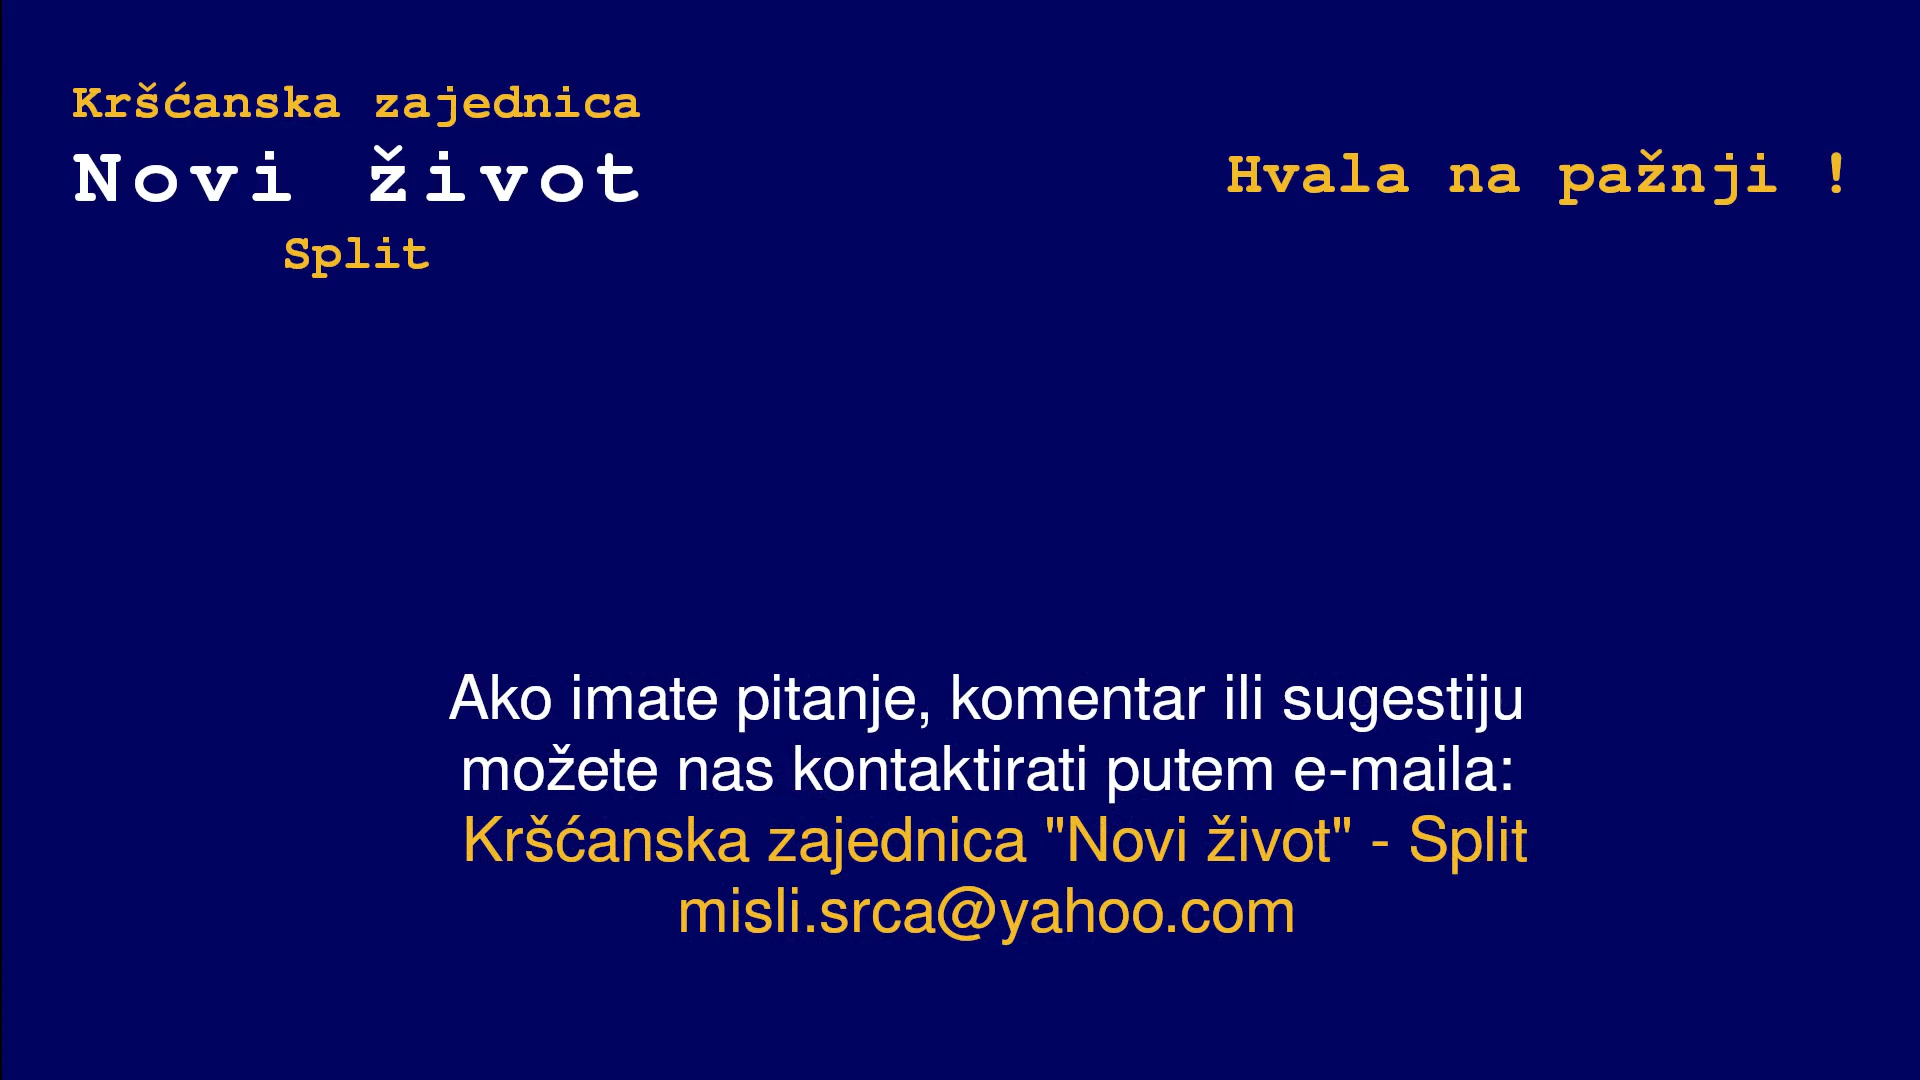 Kršćanska zajednica
Novi život
Split
Hvala na pažnji !
Ako imate pitanje, komentar ili sugestiju
možete nas kontaktirati putem e-maila:
Kršćanska zajednica "Novi život" - Split
misli.srca@yahoo.com